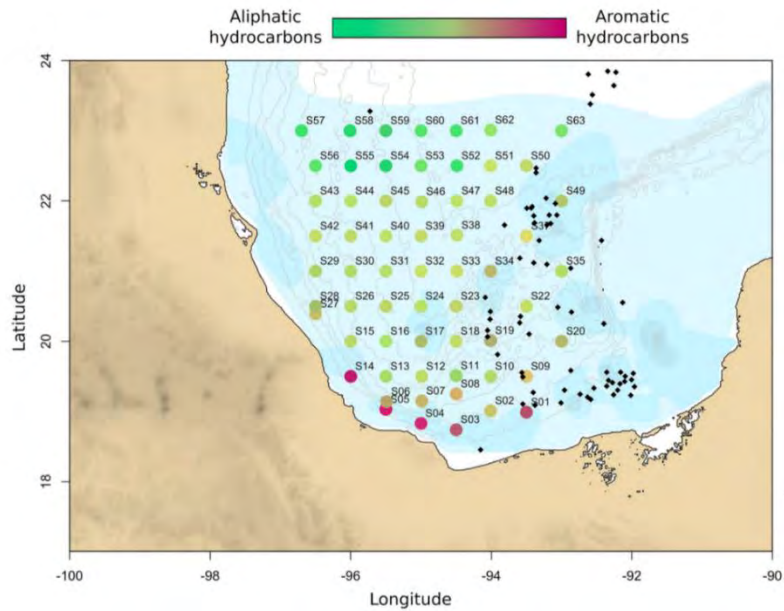 Aliphatic hydrocarbons
Aromatic hydrocarbons
24
S57 S58 S59 S60 S61 S62 S63
S56 S55 S54 S53 S52 S51 S50
22
S43 S44 S45 S46 S47 S48 S49
S42 S41 S40 S39 S38
S29 S30 S31 S32 S33 S34 S35
S28 S26 S25 S24 S23 S22
S27
20
S15 S16 S17 S18 S19 S20
S14 S13 S12 S11 S10 S09
S06 S07 S08
S05 S02 S01
S04 S03
18
Latitude
-100 -98 -96 -94 -92 -90
Longitude